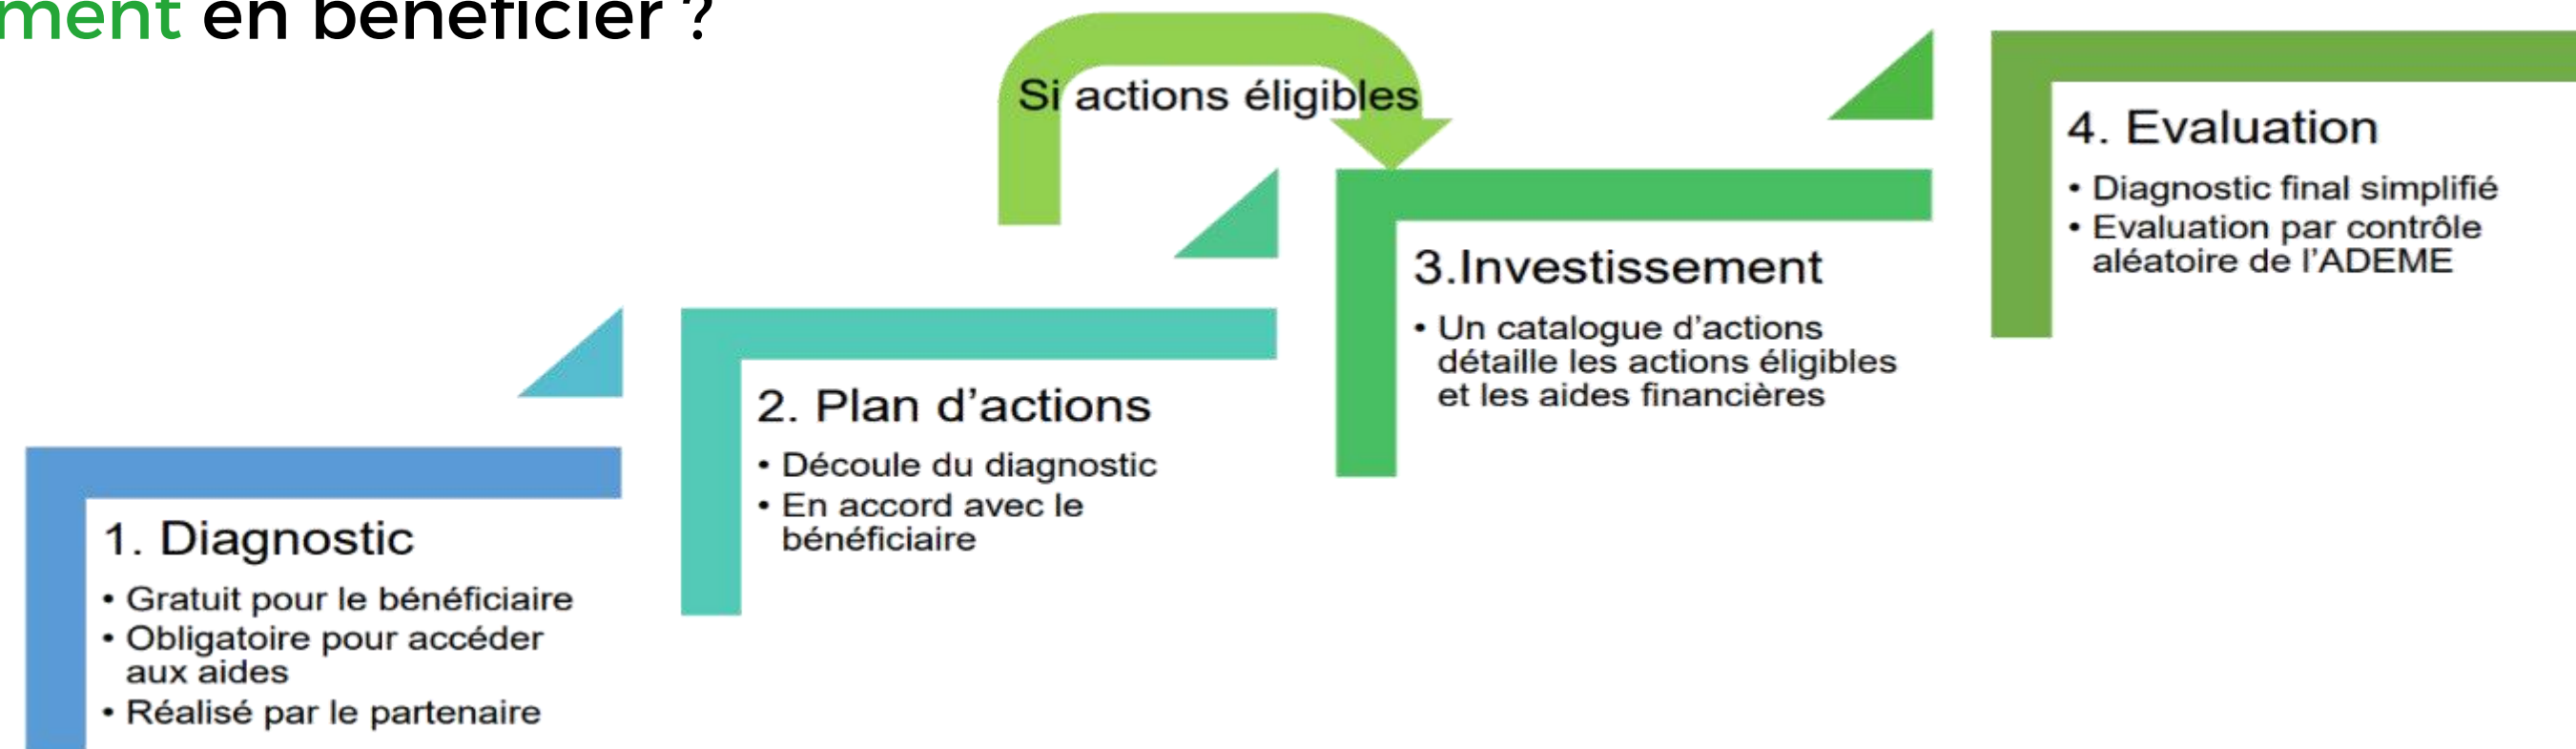 ment en bénéficier ?
Si actions éligibles
1. Diagnostic
• Gratuit pour le bénéficiaire
• Obligatoire pour accéder
aux aides
• Réalisé par le partenaire
2. Plan d’actions
• Découle du diagnostic
• En accord avec le
bénéficiaire
3.Investissement
• Un catalogue d’actions
détaille les actions éligibles
et les aides financières
4. Evaluation
• Diagnostic final simplifié
• Evaluation par contrôle
aléatoire de l’ADEME